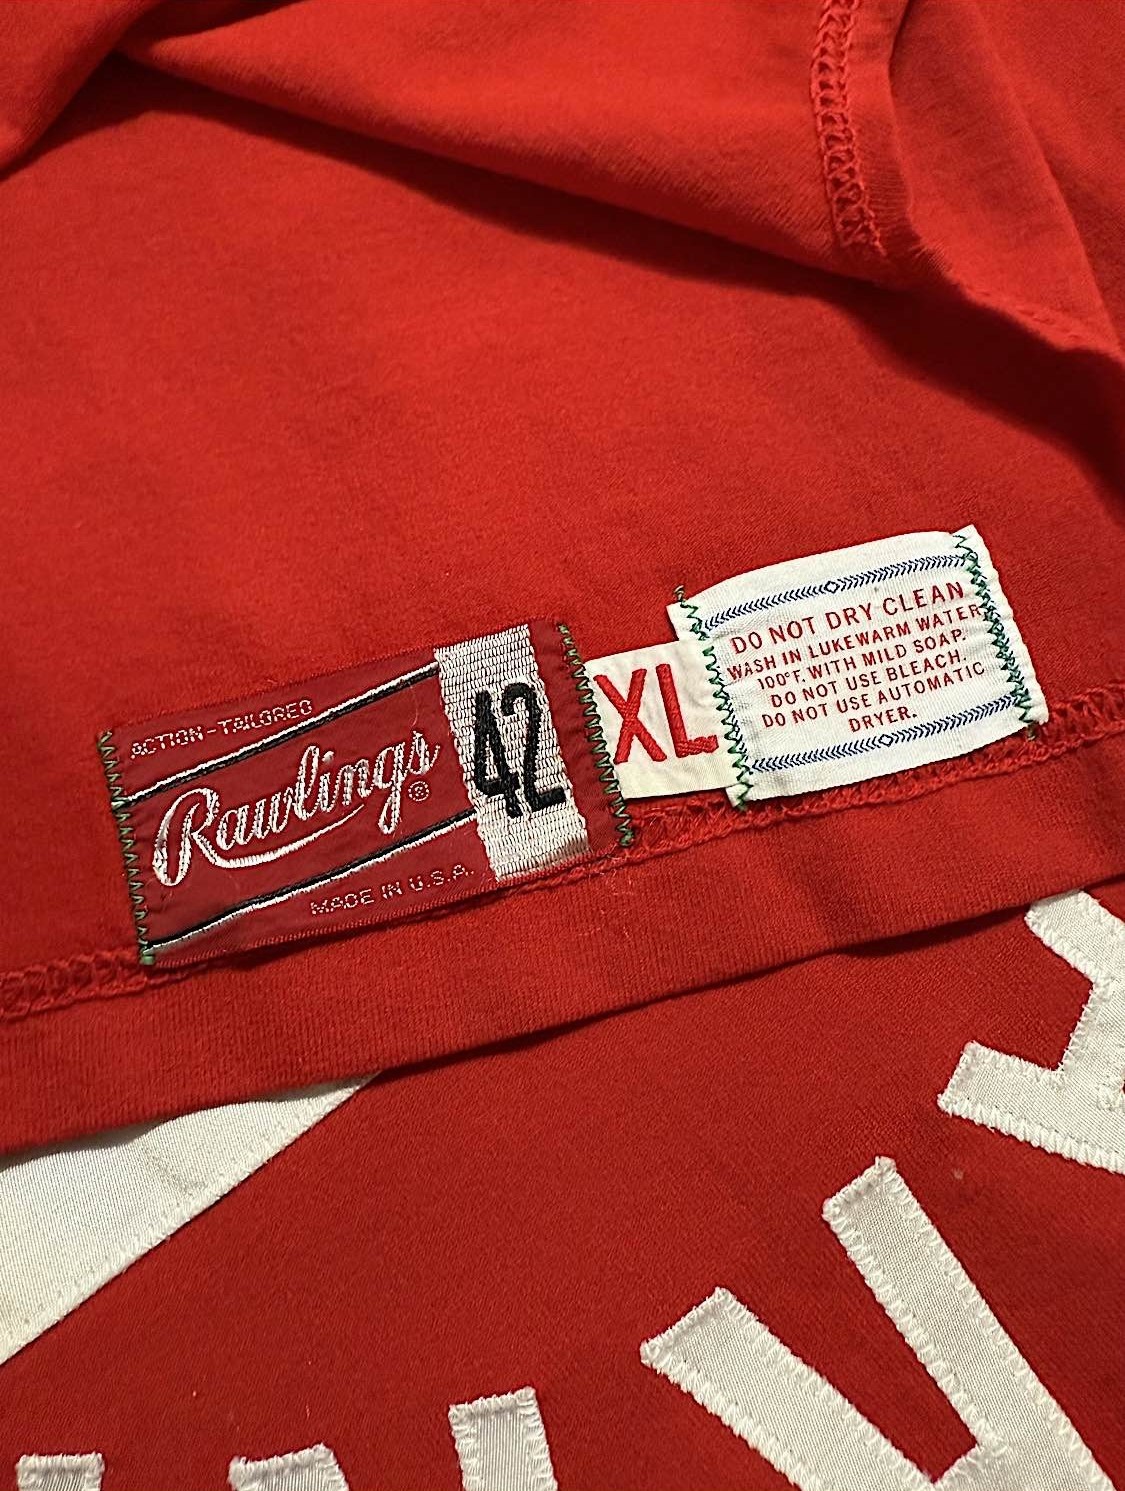 ACTION-TAILORED
Rawlings®
MADE IN U.S.A.
42
XL
DO NOT DRY CLEAN
WASH IN LUKEWARM WATER
100°F. WITH MILD SOAP.
DO NOT USE BLEACH.
DO NOT USE AUTOMATIC
DRYER.